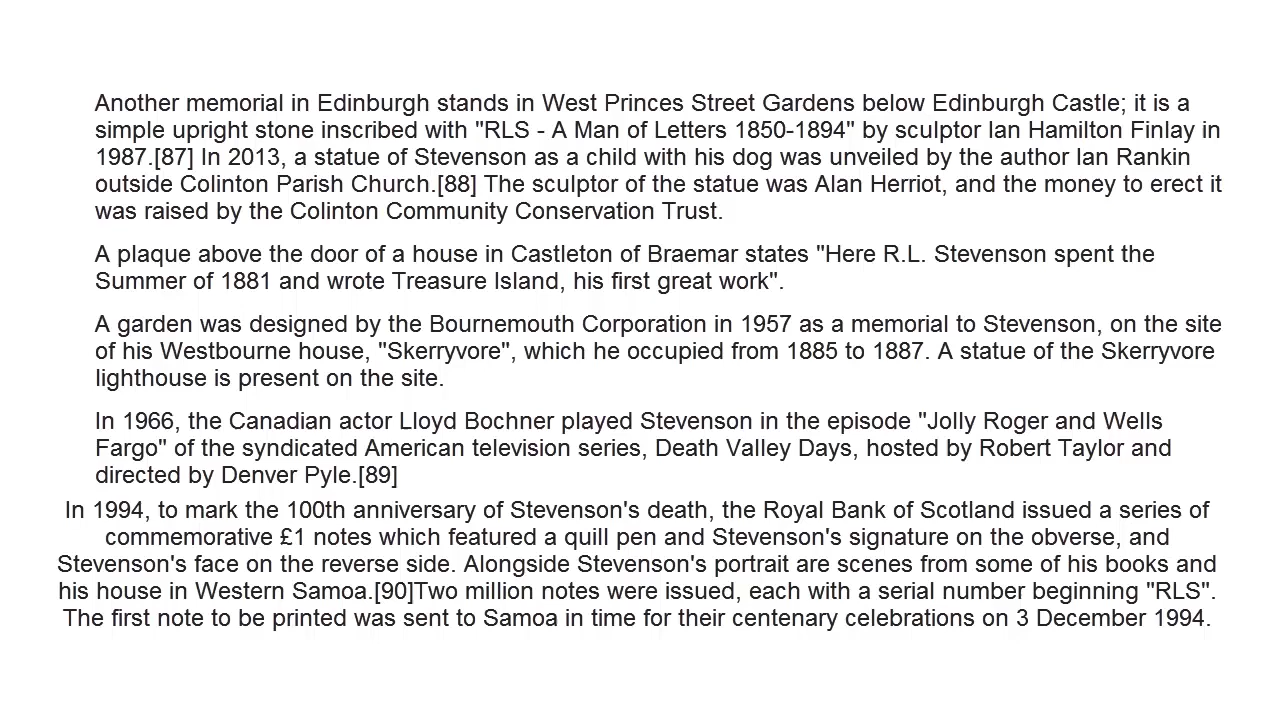 Another memorial in Edinburgh stands in West Princes Street Gardens below Edinburgh Castle; it is a
simple upright stone inscribed with "RLS - A Man of Letters 1850-1894" by sculptor Ian Hamilton Finlay in
1987.[87] In 2013, a statue of Stevenson as a child with his dog was unveiled by the author Ian Rankin
outside Colinton Parish Church.[88] The sculptor of the statue was Alan Herriot, and the money to erect it
was raised by the Colinton Community Conservation Trust.
A plaque above the door of a house in Castleton of Braemar states "Here R.L. Stevenson spent the
Summer of 1881 and wrote Treasure Island, his first great work".
A garden was designed by the Bournemouth Corporation in 1957 as a memorial to Stevenson, on the site
of his Westbourne house, "Skerryvore", which he occupied from 1885 to 1887. A statue of the Skerryvore
lighthouse is present on the site.
In 1966, the Canadian actor Lloyd Bochner played Stevenson in the episode "Jolly Roger and Wells
Fargo" of the syndicated American television series, Death Valley Days, hosted by Robert Taylor and
directed by Denver Pyle.[89]
In 1994, to mark the 100th anniversary of Stevenson's death, the Royal Bank of Scotland issued a series of
commemorative £1 notes which featured a quill pen and Stevenson's signature on the obverse, and
Stevenson's face on the reverse side. Alongside Stevenson's portrait are scenes from some of his books and
his house in Western Samoa.[90]Two million notes were issued, each with a serial number beginning "RLS".
The first note to be printed was sent to Samoa in time for their centenary celebrations on 3 December 1994.